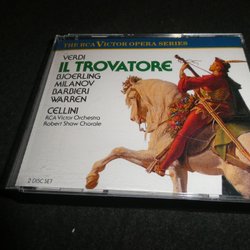 THE RCA VICTOR OPERA SERIES
VERDI
IL TROVATORE
BJOERLING
MILANOV
BARBIERI
WARREN
CELLINI
RCA Victor Orchestra
Robert Shaw Chorale
2 DISC SET